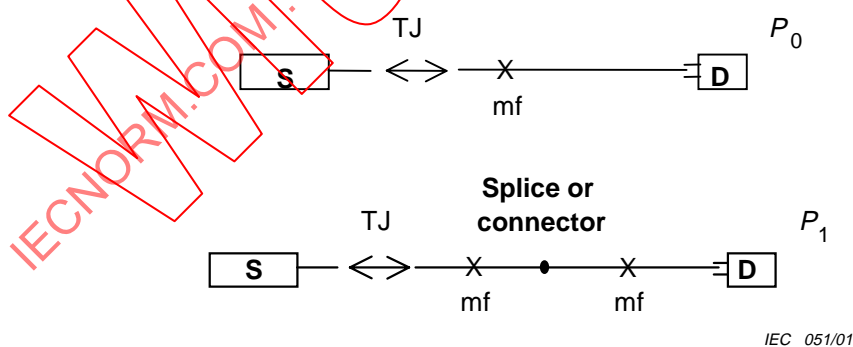 TJ
P0
S
X
D
mf
Splice or
connector
TJ
P1
S
X
X
D
mf
mf
IEC 051/01
IECNORM.COM.